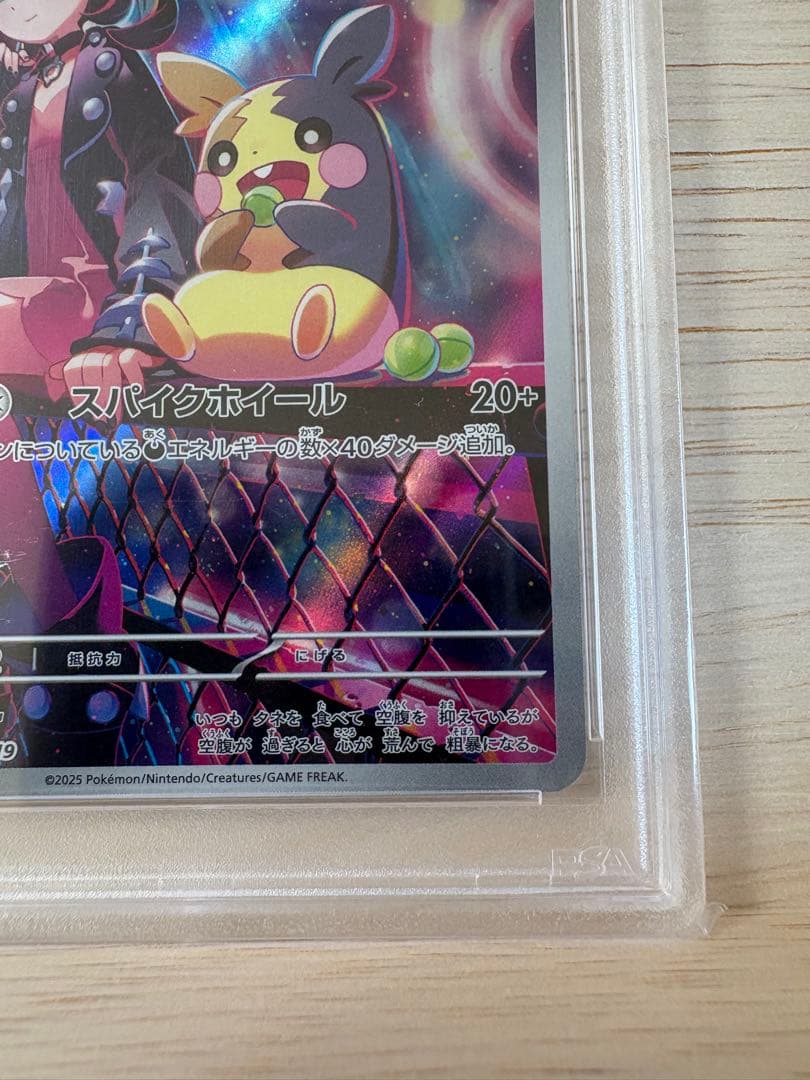 スパイクホイール 20+
ンについているエネルギーの数×40ダメージ追加。
抵抗力 にげる
いつも タネを 食べて 空腹を 抑えているが
空腹が 過ぎると 心が 荒んで 粗暴になる。
©2025 Pokémon/Nintendo/Creatures/GAME FREAK.
PSA